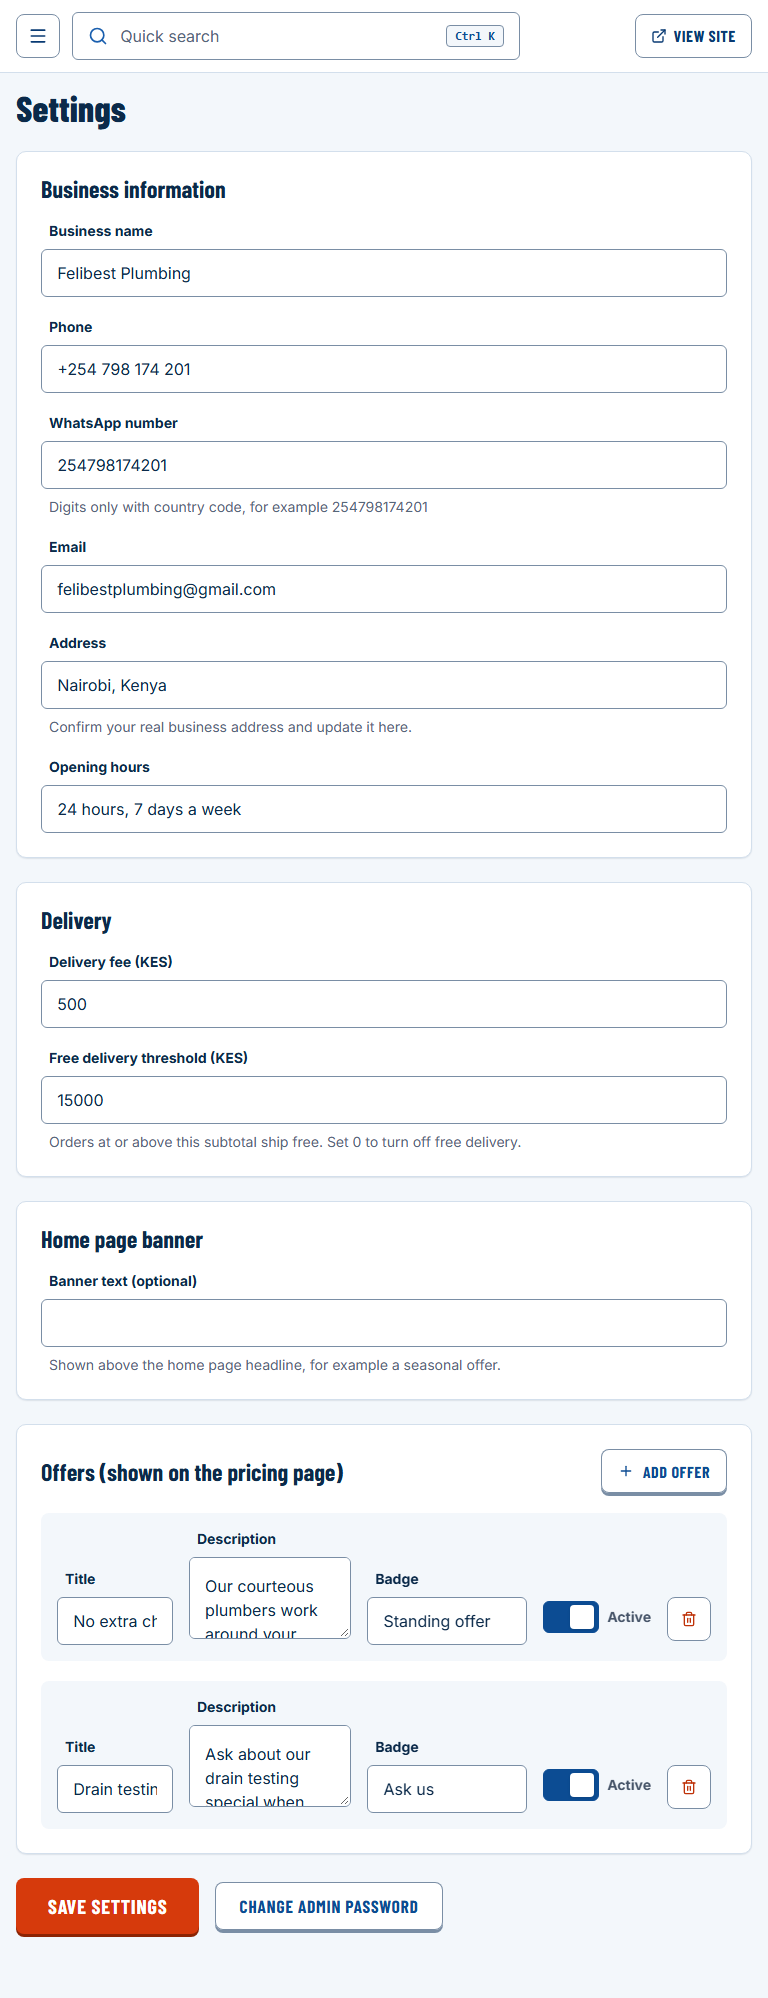 Quick search
Ctrl K
VIEW SITE
Settings
Business information
Business name
Felibest Plumbing
Phone
+254 798 174 201
WhatsApp number
254798174201
Digits only with country code, for example 254798174201
Email
felibestplumbing@gmail.com
Address
Nairobi, Kenya
Confirm your real business address and update it here.
Opening hours
24 hours, 7 days a week
Delivery
Delivery fee (KES)
500
Free delivery threshold (KES)
15000
Orders at or above this subtotal ship free. Set 0 to turn off free delivery.
Home page banner
Banner text (optional)
Shown above the home page headline, for example a seasonal offer.
Offers (shown on the pricing page)
ADD OFFER
Title
No extra ch
Description
Our courteous
plumbers work
around your
Badge
Standing offer
Active
Title
Drain testin
Description
Ask about our
drain testing
special when
Badge
Ask us
Active
SAVE SETTINGS
CHANGE ADMIN PASSWORD